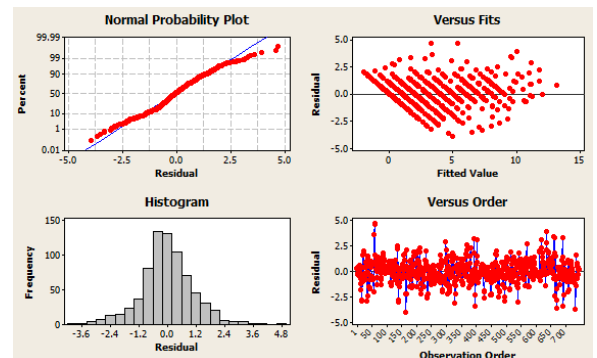 Normal Probability Plot
99.99
99
90
50
10
1
0.01
Percent
-5.0 -2.5 0.0 2.5 5.0
Residual
Versus Fits
5.0
2.5
0.0
-2.5
-5.0
Residual
0 5 10 15
Fitted Value
Histogram
150
100
50
0
Frequency
-3.6 -2.4 -1.2 0.0 1.2 2.4 3.6 4.8
Residual
Versus Order
5.0
2.5
0.0
-2.5
-5.0
Residual
1 50 100 150 200 250 300 350 400 450 500 550 600 650 700
Observation Order